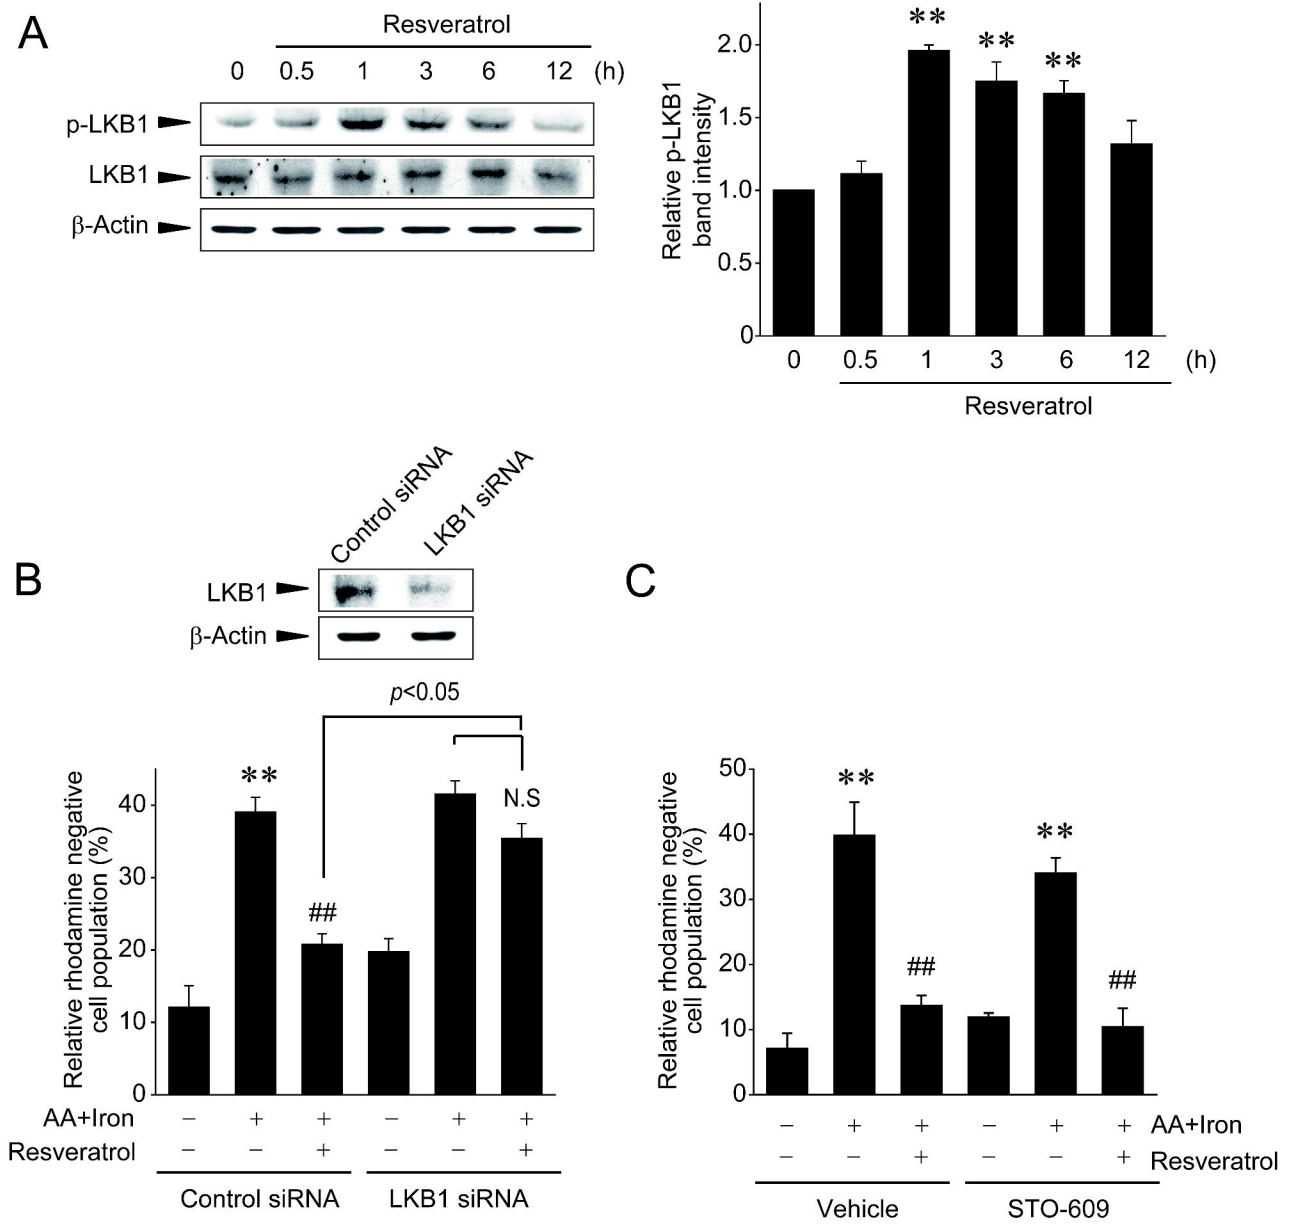 A
Resveratrol
0 0.5 1 3 6 12 (h)
p-LKB1
LKB1
β-Actin
Relative p-LKB1
band intensity
2.0
1.5
1.0
0.5
0
** ** **
0 0.5 1 3 6 12 (h)
Resveratrol
B
Control siRNA
LKB1 siRNA
LKB1
β-Actin
p<0.05
Relative rhodamine negative
cell population (%)
40
30
20
10
0
**
##
N.S
AA+Iron − + + − + +
Resveratrol − − + − − +
Control siRNA LKB1 siRNA
C
Relative rhodamine negative
cell population (%)
50
40
30
20
10
0
**
##
**
##
− + + − + + AA+Iron
− − + − − + Resveratrol
Vehicle STO-609